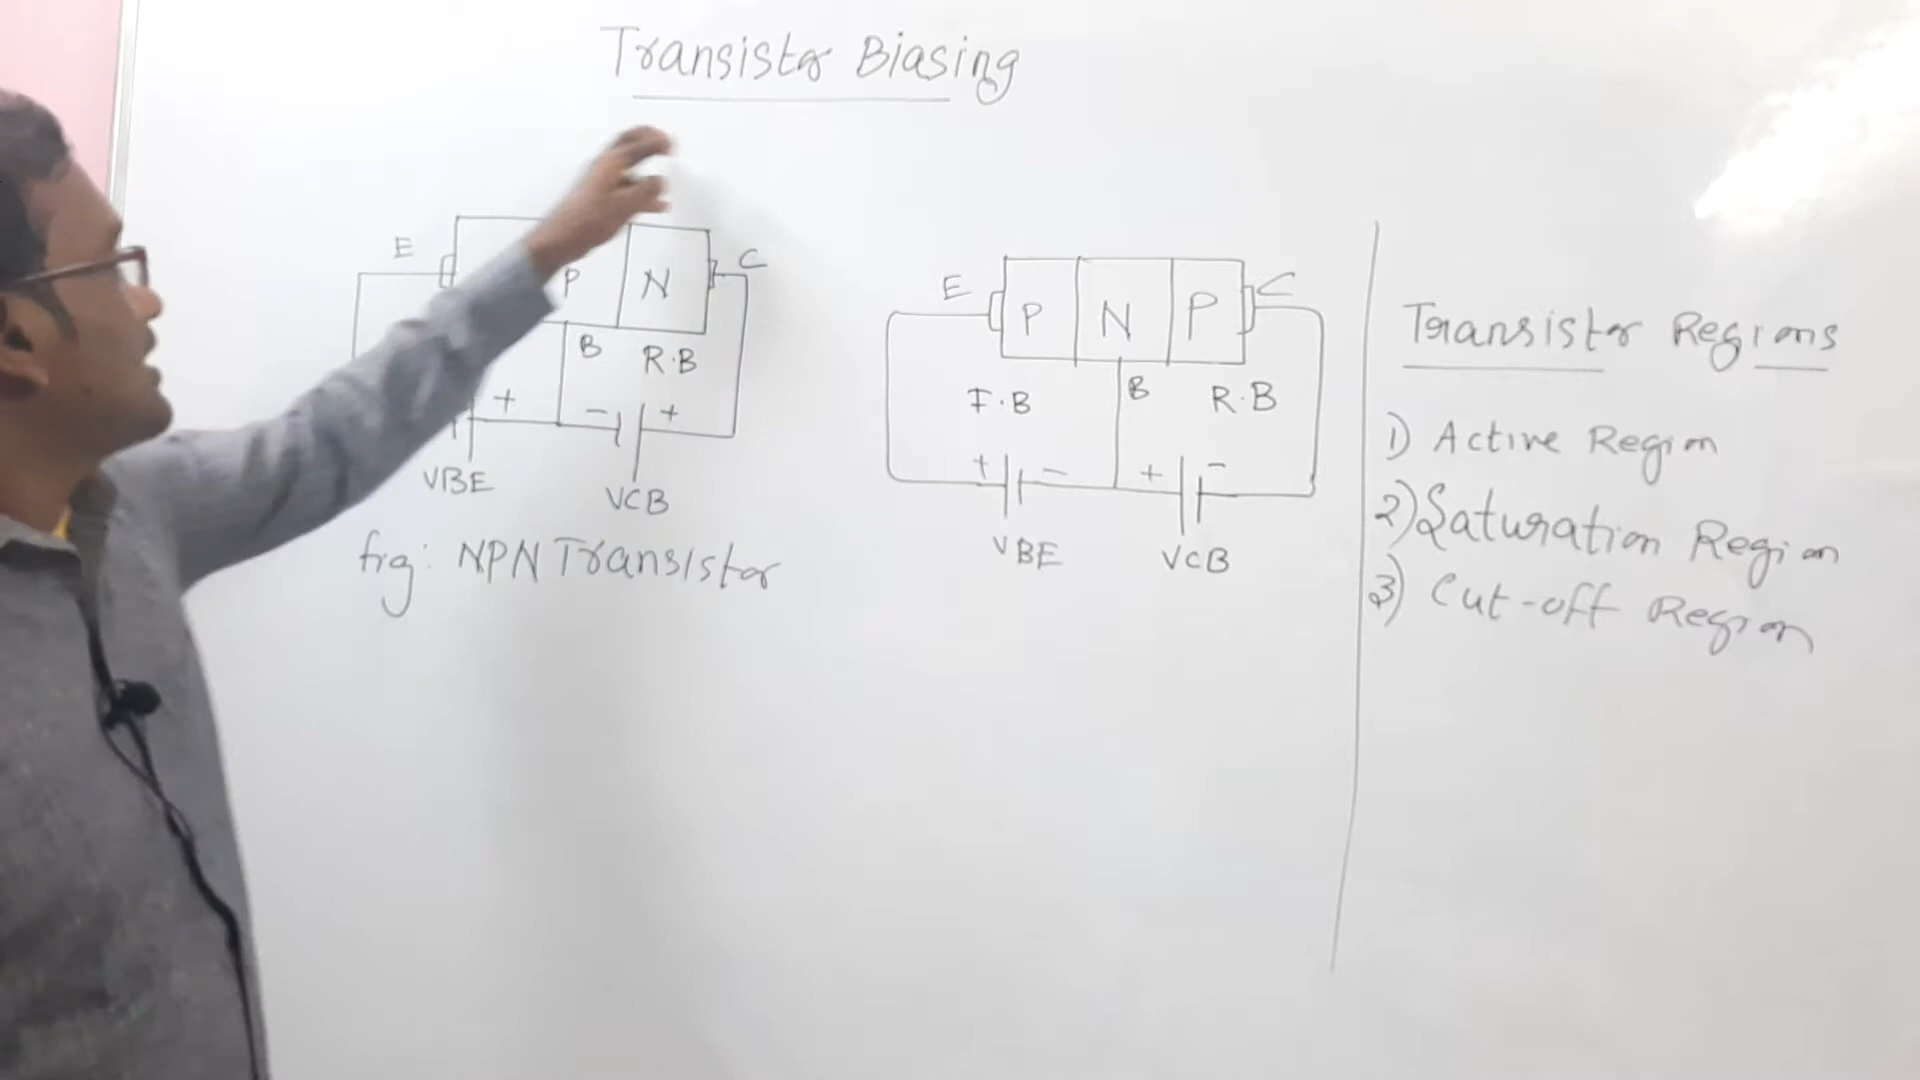 Transistor Biasing
E
P
N
C
B
R.B
+
- +
VBE
VCB
fig: NPN Transistor
E
P
N
P
C
F.B
B
R.B
+ -
+ -
VBE
VCB
Transistor Regions
1) Active Region
2) Saturation Region
3) Cut-off Region